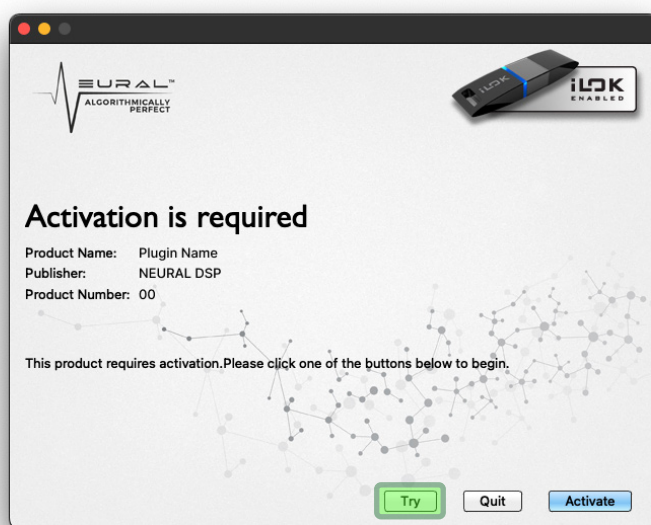 EURAL™
ALGORITHMICALLY
PERFECT
iLOK
iLOK
ENABLED
Activation is required
Product Name: Plugin Name
Publisher: NEURAL DSP
Product Number: 00
This product requires activation.Please click one of the buttons below to begin.
Try Quit Activate